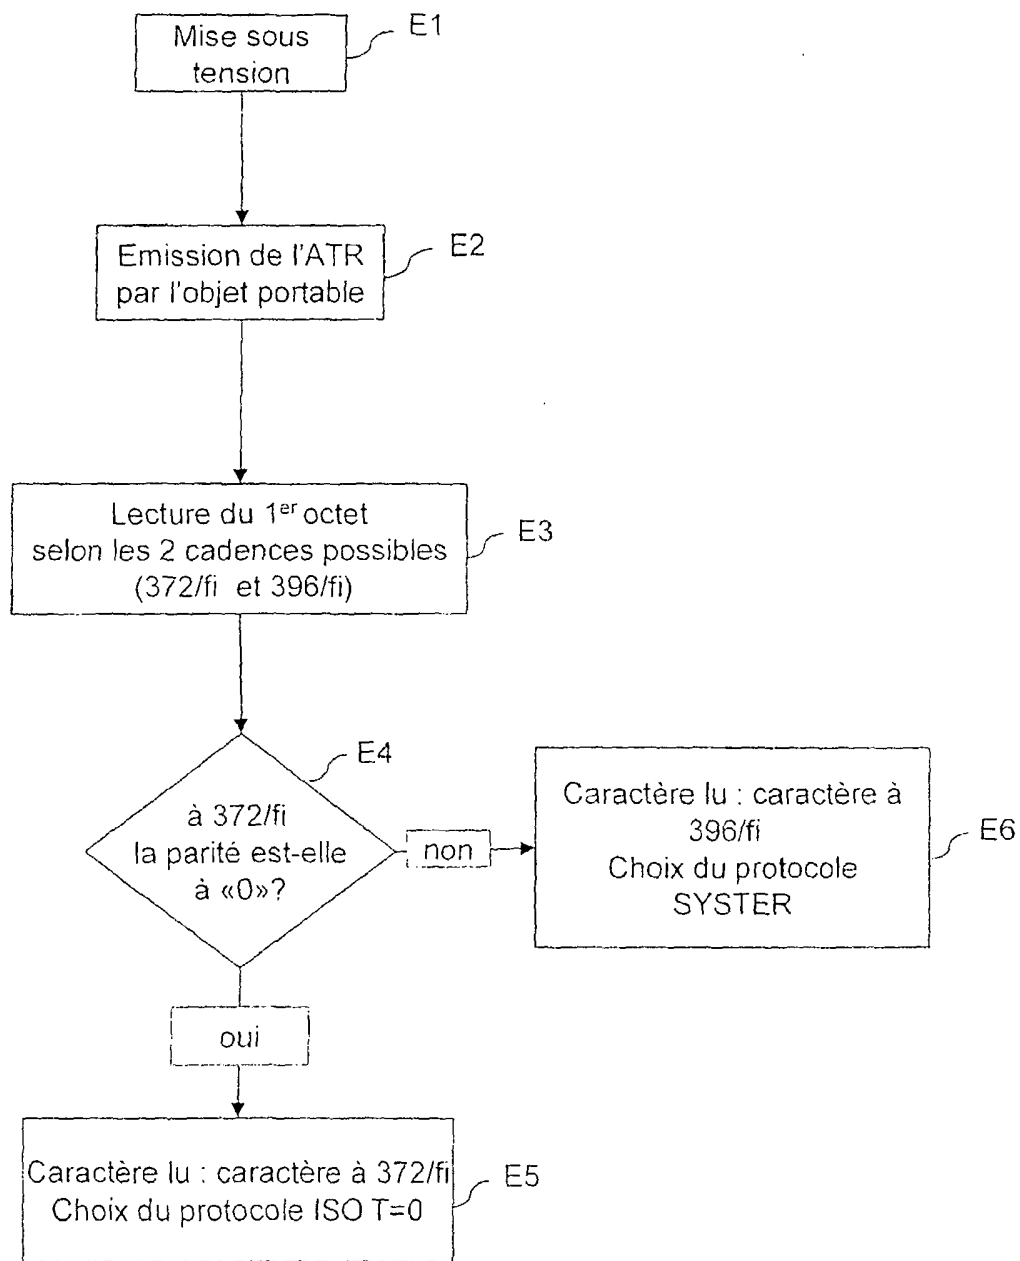 Mise sous
tension
E1
Emission de l'ATR
par l'objet portable
E2
Lecture du 1er octet
selon les 2 cadences possibles
(372/fi et 396/fi)
E3
à 372/fi
la parité est-elle
à «0»?
E4
non
Caractère lu : caractère à
396/fi
Choix du protocole
SYSTER
E6
oui
Caractère lu : caractère à 372/fi
Choix du protocole ISO T=0
E5